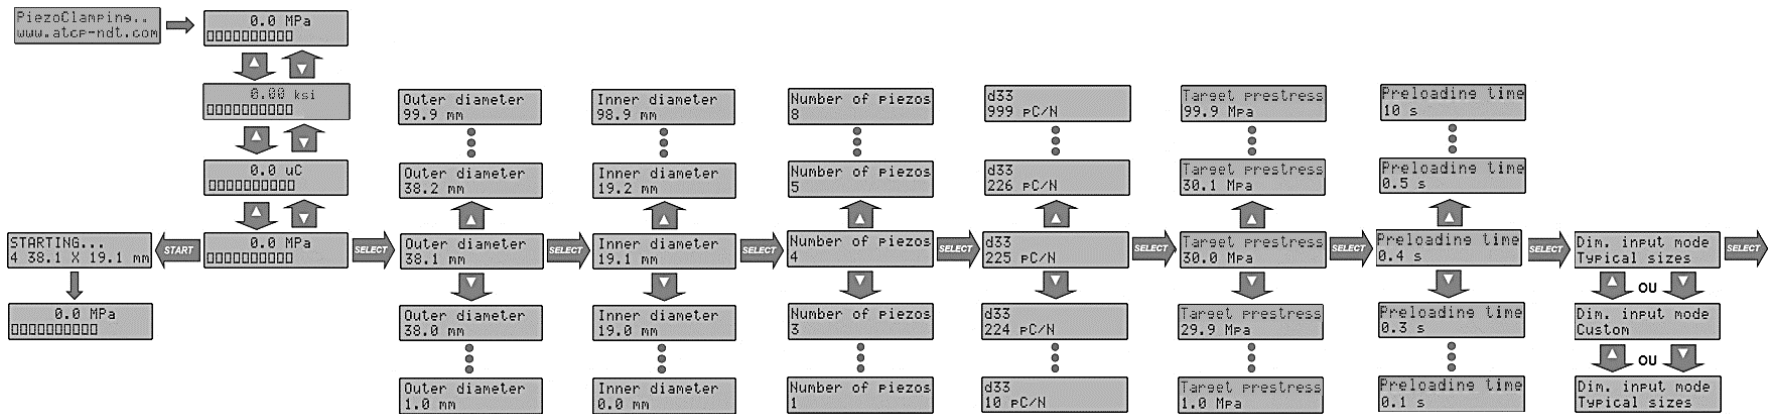 PiezoClamping..
www.atcp-ndt.com
0.0 MPa
0.00 ksi
0.0 uC
0.0 MPa
START
STARTING...
4 38.1 X 19.1 mm
0.0 MPa
SELECT
Outer diameter
99.9 mm
Outer diameter
38.2 mm
Outer diameter
38.1 mm
Outer diameter
38.0 mm
Outer diameter
1.0 mm
SELECT
Inner diameter
98.9 mm
Inner diameter
19.2 mm
Inner diameter
19.1 mm
Inner diameter
19.0 mm
Inner diameter
0.0 mm
SELECT
Number of piezos
8
Number of piezos
5
Number of piezos
4
Number of piezos
3
Number of piezos
1
SELECT
d33
999 pC/N
d33
226 pC/N
d33
225 pC/N
d33
224 pC/N
d33
10 pC/N
SELECT
Target prestress
99.9 Mpa
Target prestress
30.1 Mpa
Target prestress
30.0 Mpa
Target prestress
29.9 Mpa
Target prestress
1.0 Mpa
SELECT
Preloading time
10 s
Preloading time
0.5 s
Preloading time
0.4 s
Preloading time
0.3 s
Preloading time
0.1 s
SELECT
Dim. input mode
Typical sizes
OU
Dim. input mode
Custom
OU
Dim. input mode
Typical sizes
SELECT